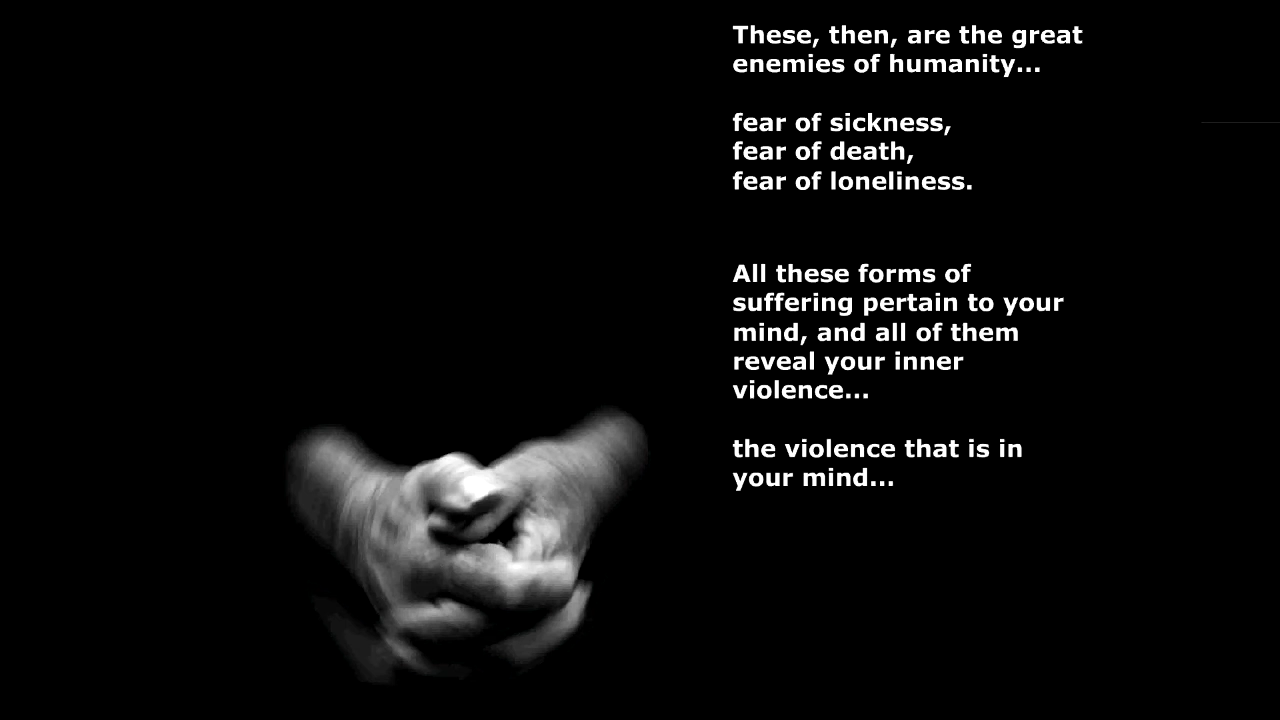 These, then, are the great
enemies of humanity...
fear of sickness,
fear of death,
fear of loneliness.
All these forms of
suffering pertain to your
mind, and all of them
reveal your inner
violence...
the violence that is in
your mind...